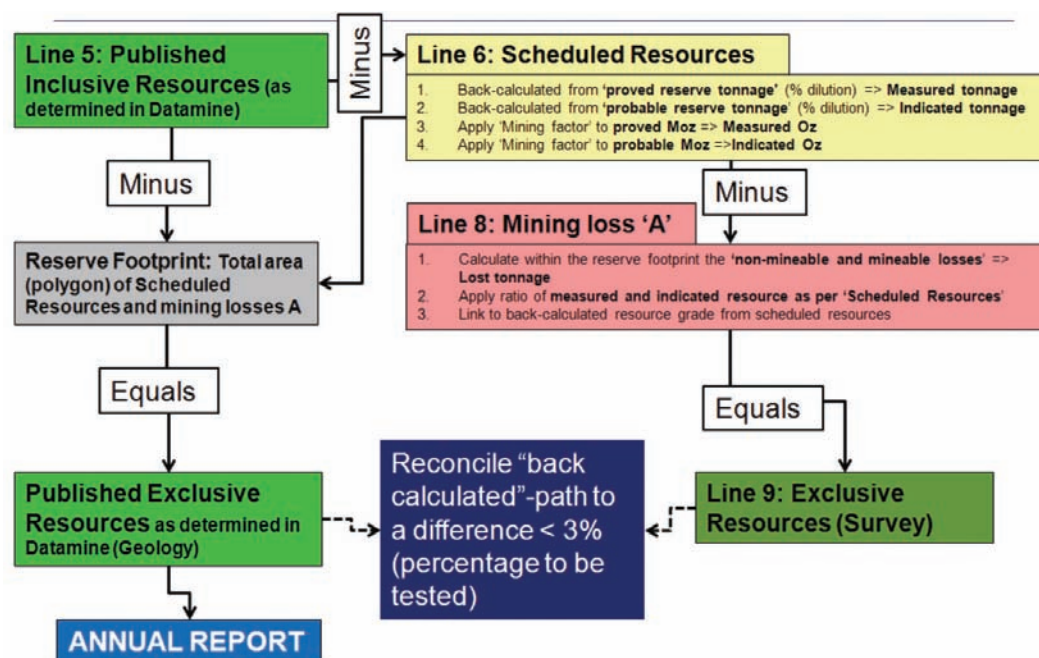 Line 5: Published
Inclusive Resources (as
determined in Datamine)
Minus
Line 6: Scheduled Resources
1. Back-calculated from ‘proved reserve tonnage’ (% dilution) => Measured tonnage
2. Back-calculated from ‘probable reserve tonnage’ (% dilution) => Indicated tonnage
3. Apply ‘Mining factor’ to proved Moz => Measured Oz
4. Apply ‘Mining factor’ to probable Moz =>Indicated Oz
Minus
Minus
Line 8: Mining loss ‘A’
1. Calculate within the reserve footprint the ‘non-mineable and mineable losses’ =>
Lost tonnage
2. Apply ratio of measured and indicated resource as per ‘Scheduled Resources’
3. Link to back-calculated resource grade from scheduled resources
Reserve Footprint: Total area
(polygon) of Scheduled
Resources and mining losses A
Equals
Equals
Published Exclusive
Resources as determined in
Datamine (Geology)
Reconcile “back
calculated”-path to
a difference < 3%
(percentage to be
tested)
Line 9: Exclusive
Resources (Survey)
ANNUAL REPORT